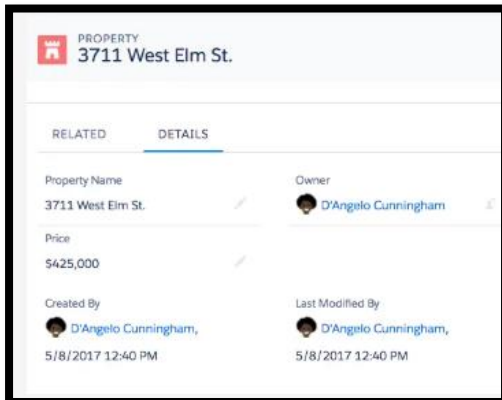 PROPERTY
3711 West Elm St.
RELATED DETAILS
Property Name
3711 West Elm St.
Owner
D'Angelo Cunningham
Price
$425,000
Created By
D'Angelo Cunningham,
5/8/2017 12:40 PM
Last Modified By
D'Angelo Cunningham,
5/8/2017 12:40 PM